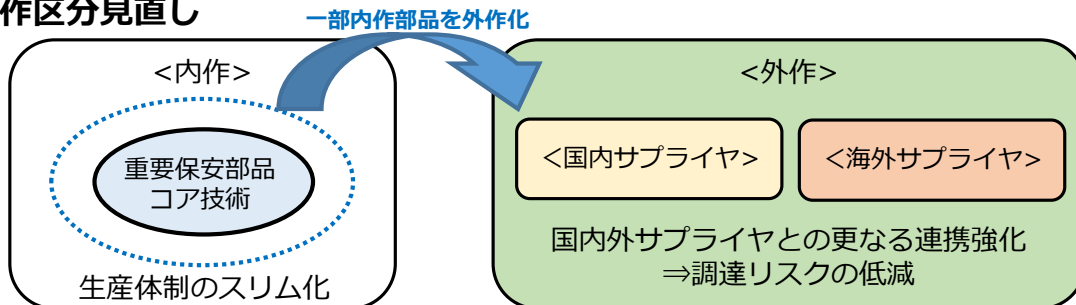 作区分見直し
一部内作部品を外作化
<内作>
重要保安部品
コア技術
生産体制のスリム化
<外作>
<国内サプライヤ>
<海外サプライヤ>
国内外サプライヤとの更なる連携強化
⇒調達リスクの低減